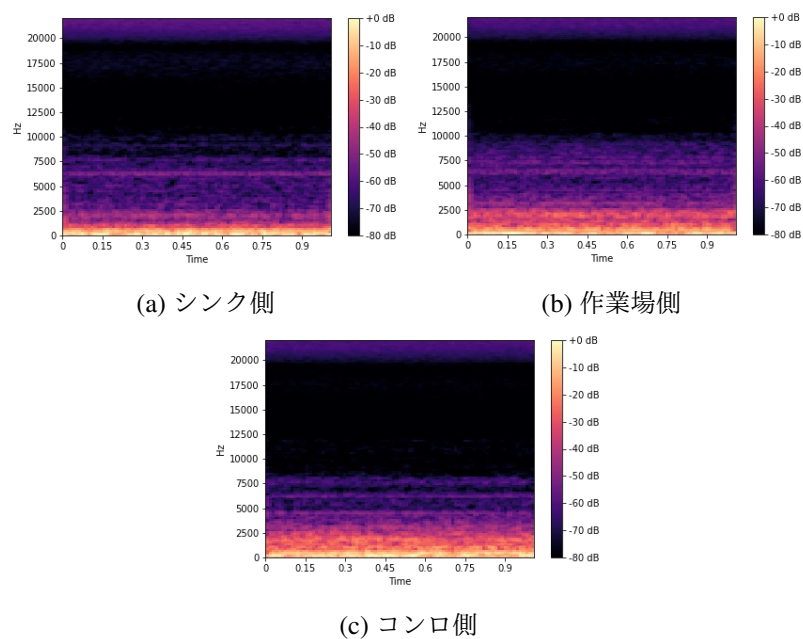 +0 dB
20000
-10 dB
17500
-20 dB
15000
-30 dB
12500
-40 dB
Hz
10000
-50 dB
7500
-60 dB
5000
-70 dB
2500
0
-80 dB
0 0.15 0.3 0.45 0.6 0.75 0.9
Time
(a) シンク側
+0 dB
20000
-10 dB
17500
-20 dB
15000
-30 dB
12500
-40 dB
Hz
10000
-50 dB
7500
-60 dB
5000
-70 dB
2500
0
-80 dB
0 0.15 0.3 0.45 0.6 0.75 0.9
Time
(b) 作業場側
+0 dB
20000
-10 dB
17500
-20 dB
15000
-30 dB
12500
-40 dB
Hz
10000
-50 dB
7500
-60 dB
5000
-70 dB
2500
0
-80 dB
0 0.15 0.3 0.45 0.6 0.75 0.9
Time
(c) コンロ側